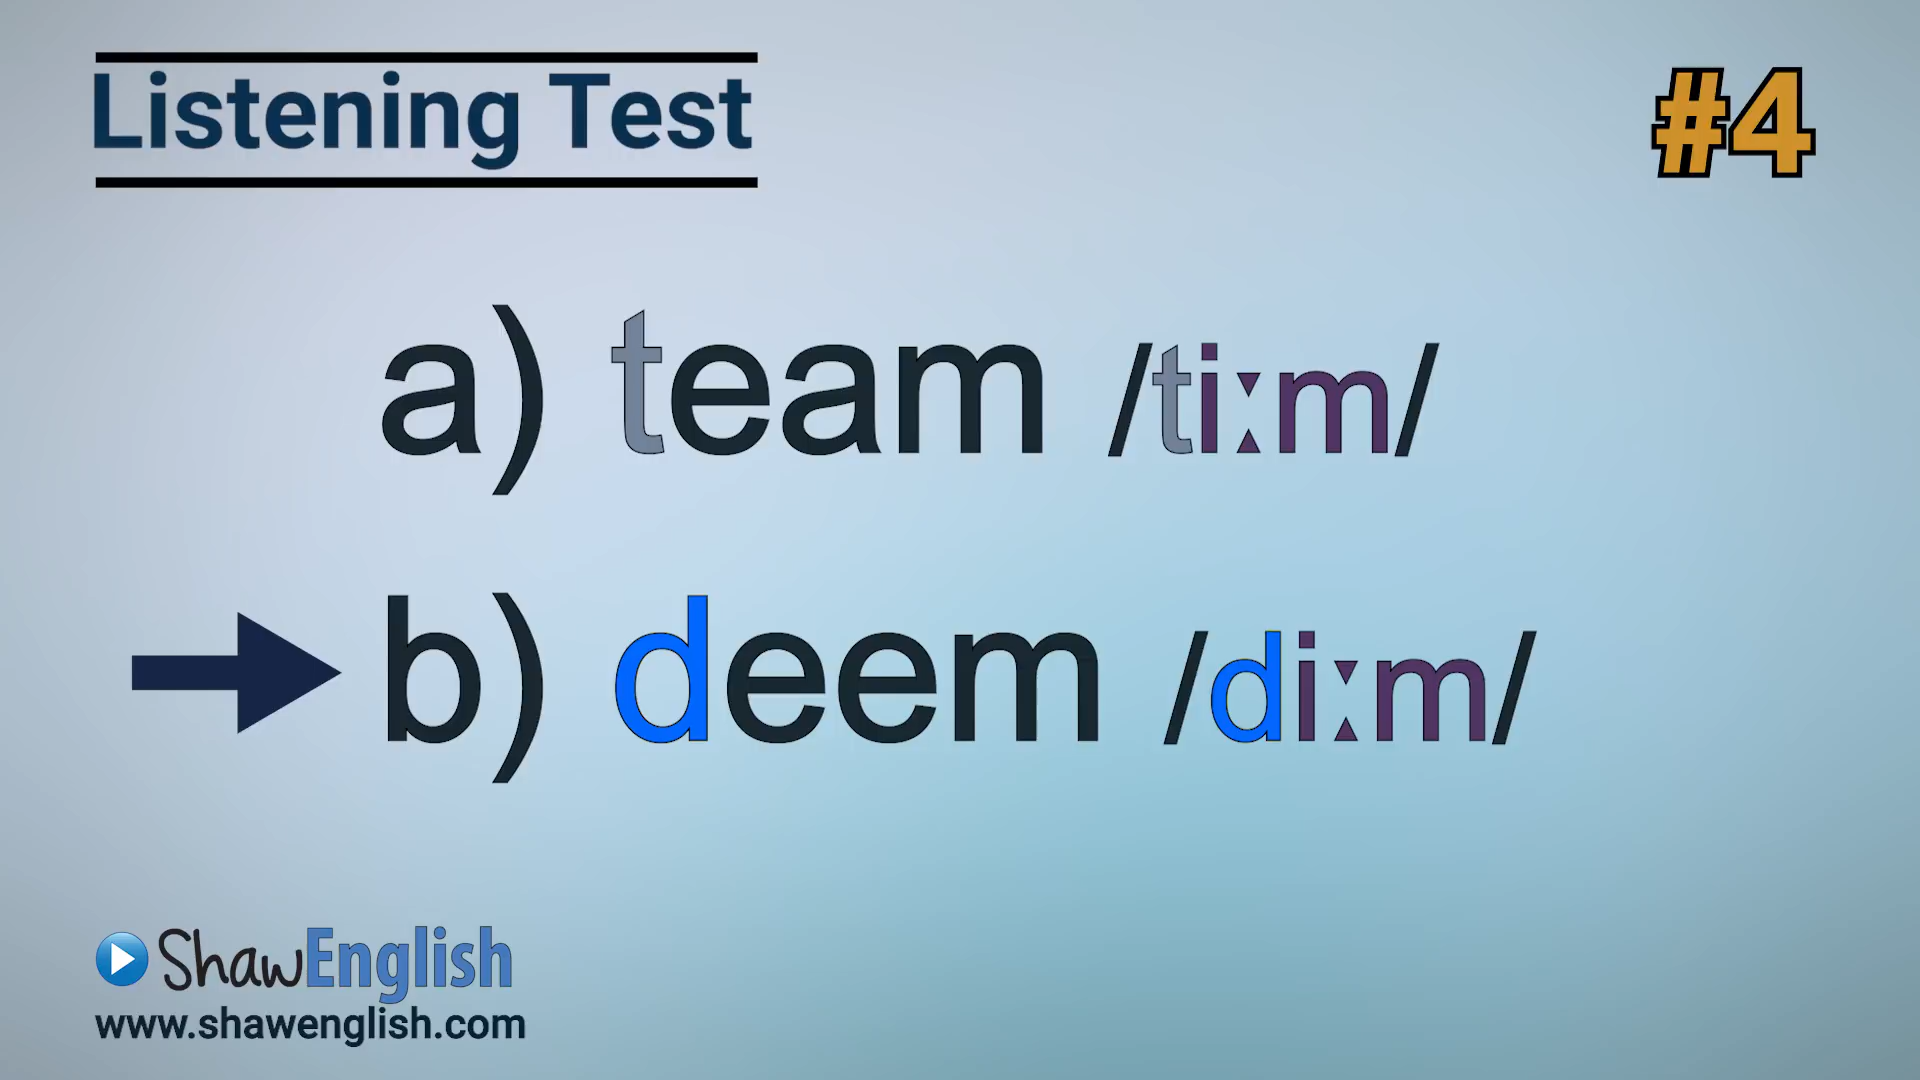 Listening Test
#4
a) team /tiːm/
b) deem /diːm/
ShawEnglish
www.shawenglish.com